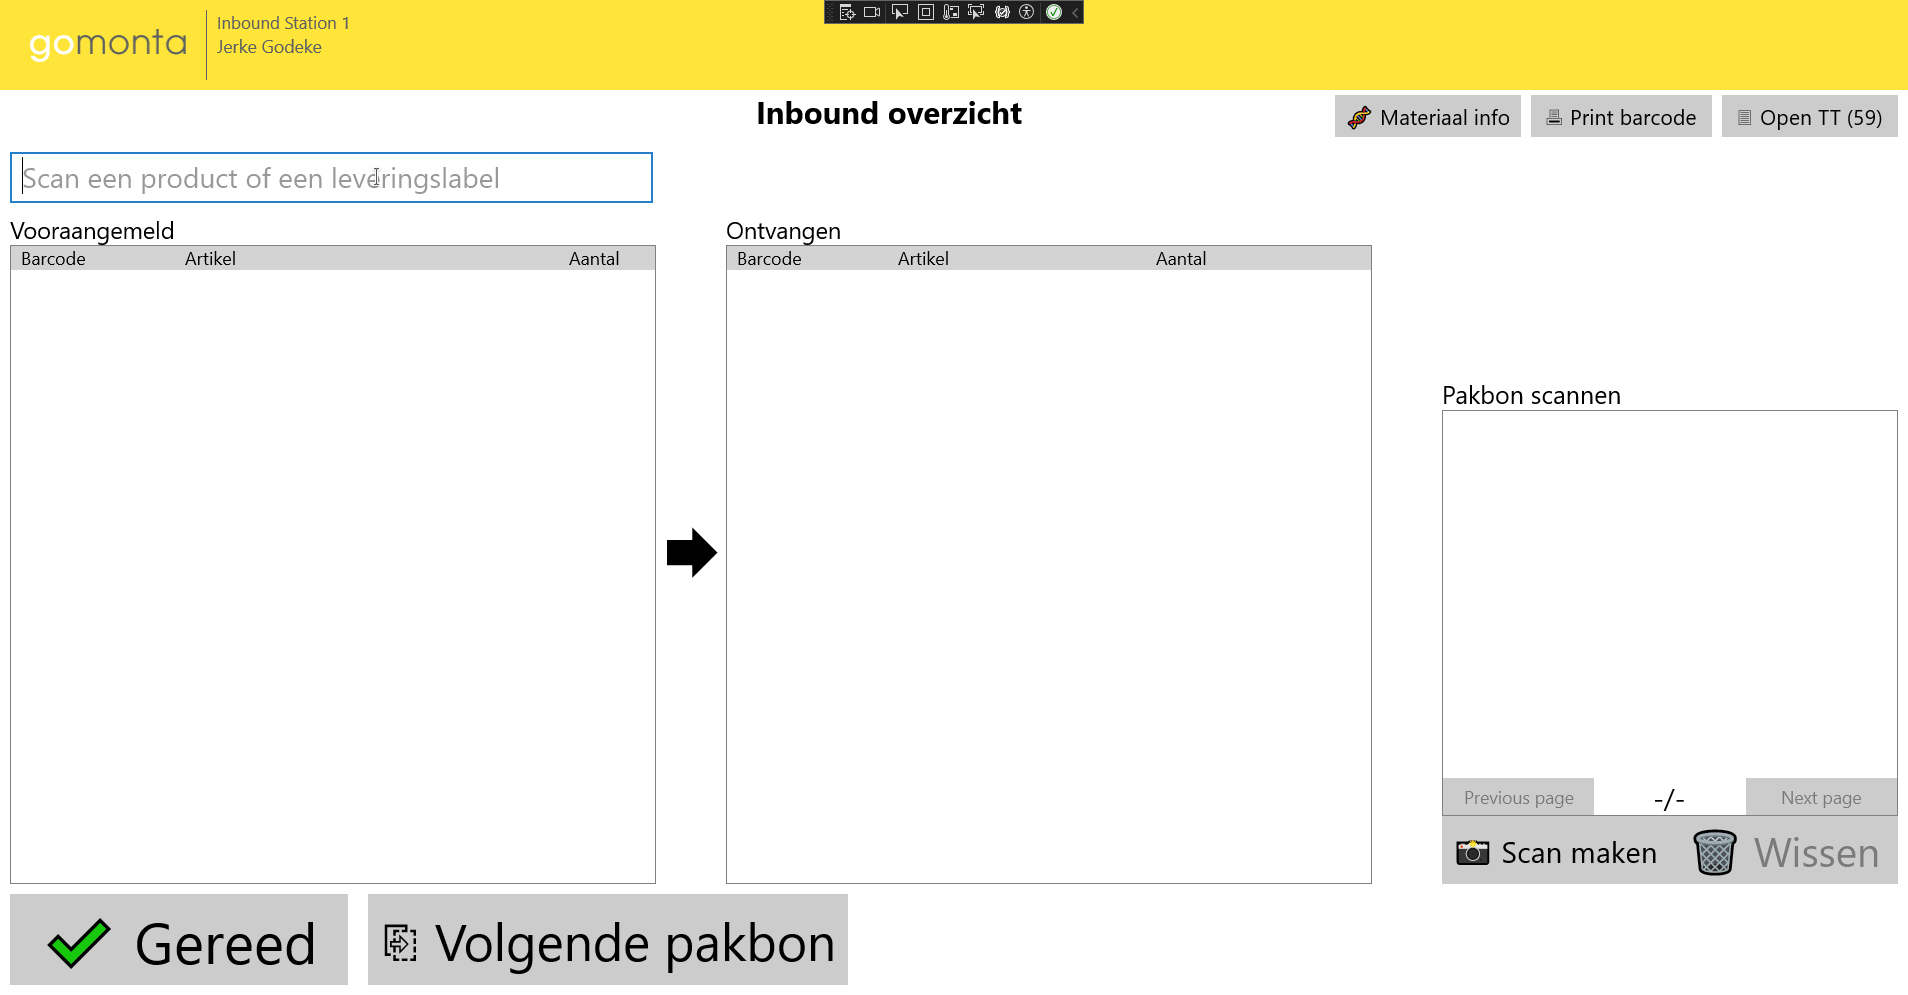 gomonta
Inbound Station 1
Jerke Godeke
Inbound overzicht
Materiaal info
Print barcode
Open TT (59)
Scan een product of een leveringslabel
Vooraangemeld
Barcode Artikel Aantal
Ontvangen
Barcode Artikel Aantal
Pakbon scannen
Previous page -/- Next page
Scan maken Wissen
Gereed
Volgende pakbon